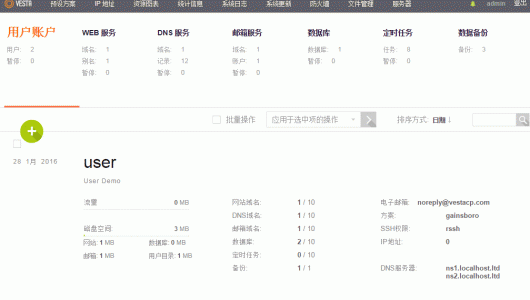 VESTA 预设方案 IP 地址 资源图表 统计信息 系统日志 系统更新 防火墙 文件管理 服务器 admin 登出
用户账户 WEB 服务 DNS 服务 邮箱服务 数据库 定时任务 数据备份
用户: 2 域名: 1 域名: 1 域名: 1 数据库: 1 任务: 8 备份: 3
暂停: 0 别名: 1 记录: 12 账户: 1 暂停: 0 暂停: 0
暂停: 0 暂停: 0 暂停: 0
批量操作 应用于选中项的操作 排序方式: 日期 ↓
28 1月 2016
user
User Demo
流量 0 MB 网站域名: 1 / 10 电子邮箱: noreply@vestacp.com
DNS域名: 1 / 10 方案: gainsboro
磁盘空间: 3 MB 邮箱域名: 1 / 10 SSH权限: rssh
网站: 1 MB 数据库: 0 MB 数据库: 2 / 10 IP地址: 0
邮箱: 1 MB 用户目录: 1 MB 定时任务: 0 / 10
备份: 1 / 1 DNS服务器: ns1.localhost.ltd
ns2.localhost.ltd